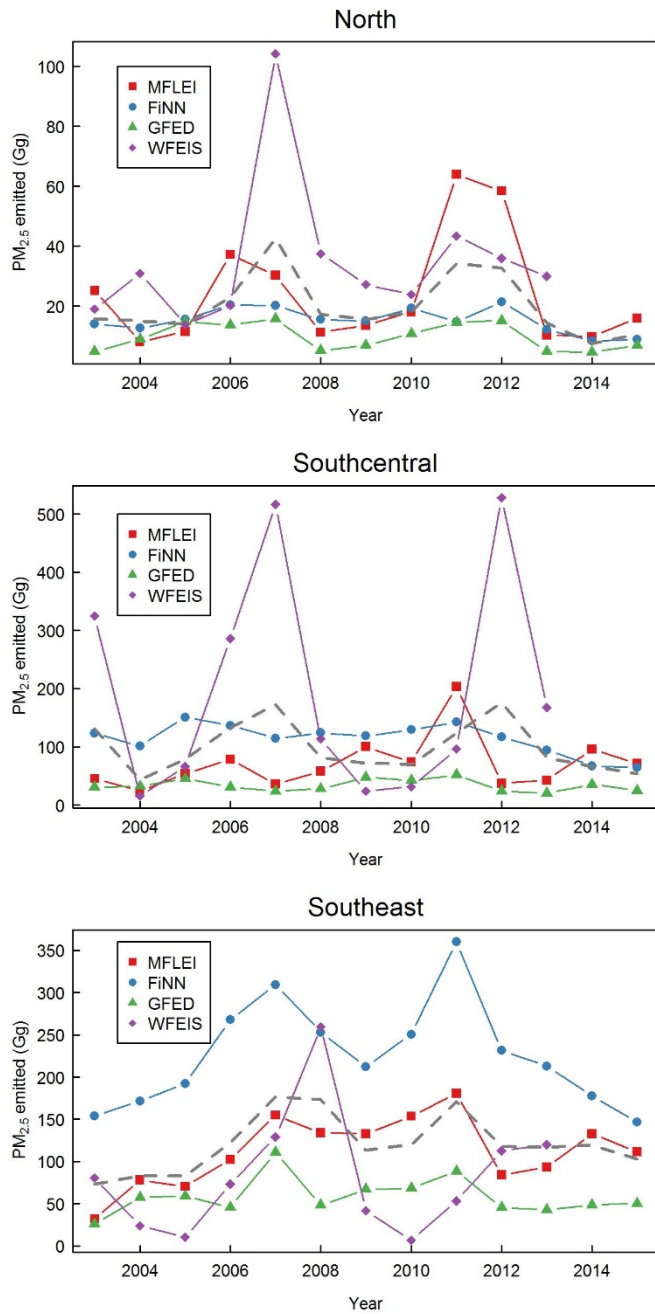 North
PM2.5 emitted (Gg)
100
80
60
40
20
MFLEI
FiNN
GFED
WFEIS
2004 2006 2008 2010 2012 2014
Year
Southcentral
PM2.5 emitted (Gg)
500
400
300
200
100
0
MFLEI
FiNN
GFED
WFEIS
2004 2006 2008 2010 2012 2014
Year
Southeast
PM2.5 emitted (Gg)
350
300
250
200
150
100
50
0
MFLEI
FiNN
GFED
WFEIS
2004 2006 2008 2010 2012 2014
Year